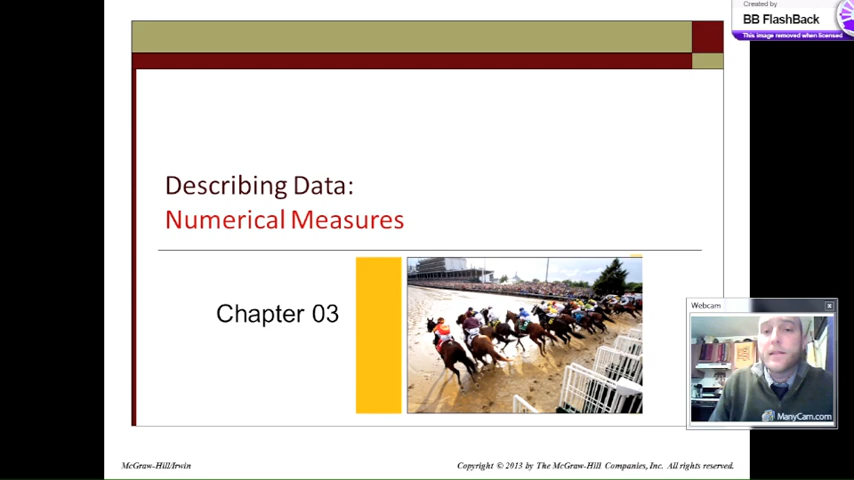 Created by
BB FlashBack
This image removed when licensed
Describing Data:
Numerical Measures
Chapter 03
Webcam
ManyCam.com
McGraw-Hill/Irwin
Copyright © 2013 by The McGraw-Hill Companies, Inc. All rights reserved.